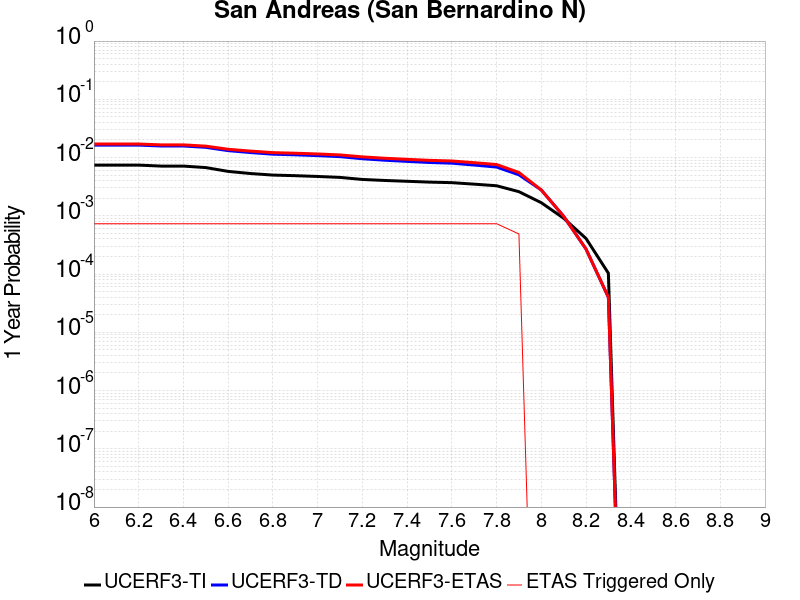 San Andreas (San Bernardino N)
10^0
10^-1
10^-2
10^-3
10^-4
10^-5
10^-6
10^-7
10^-8
1 Year Probability
6 6.2 6.4 6.6 6.8 7 7.2 7.4 7.6 7.8 8 8.2 8.4 8.6 8.8 9
Magnitude
UCERF3-TI UCERF3-TD UCERF3-ETAS ETAS Triggered Only